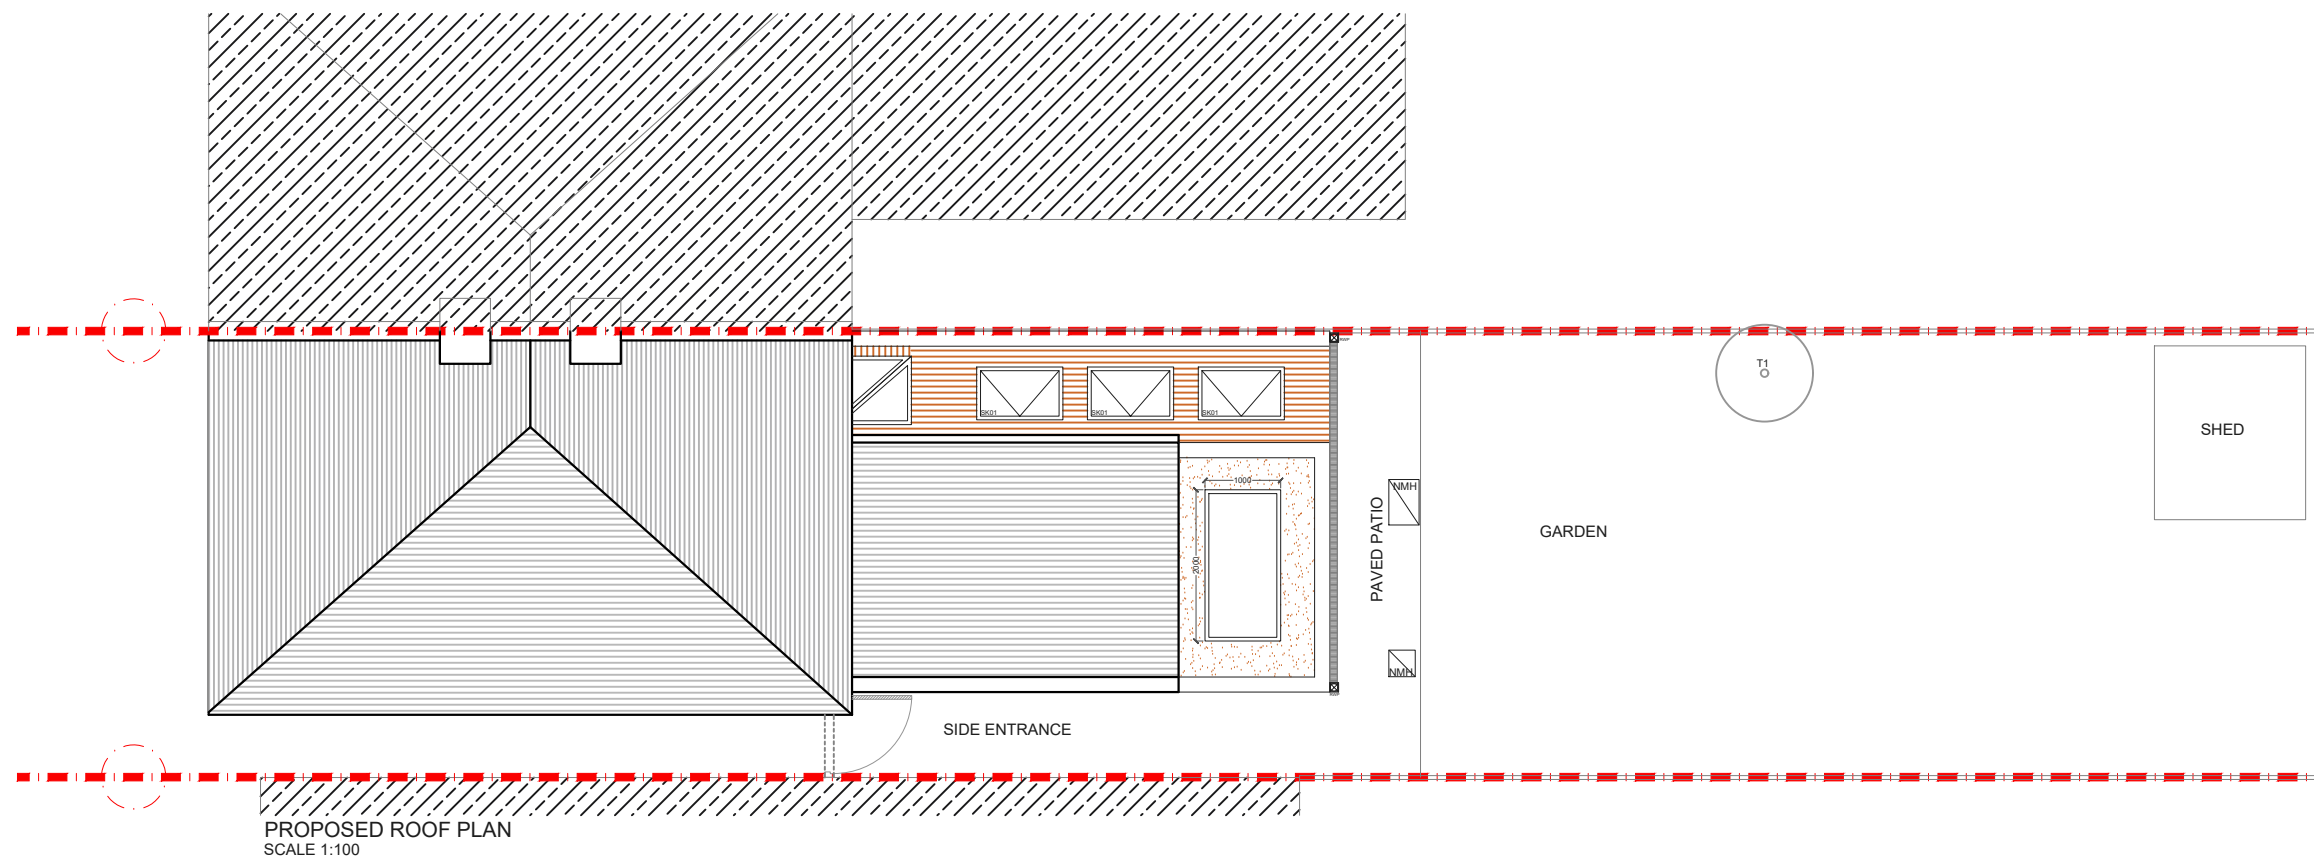 T1
SHED
SK01
SK01
SK01
1000
2000
NMH
PAVED PATIO
GARDEN
NMH
SIDE ENTRANCE
PROPOSED ROOF PLAN
SCALE 1:100